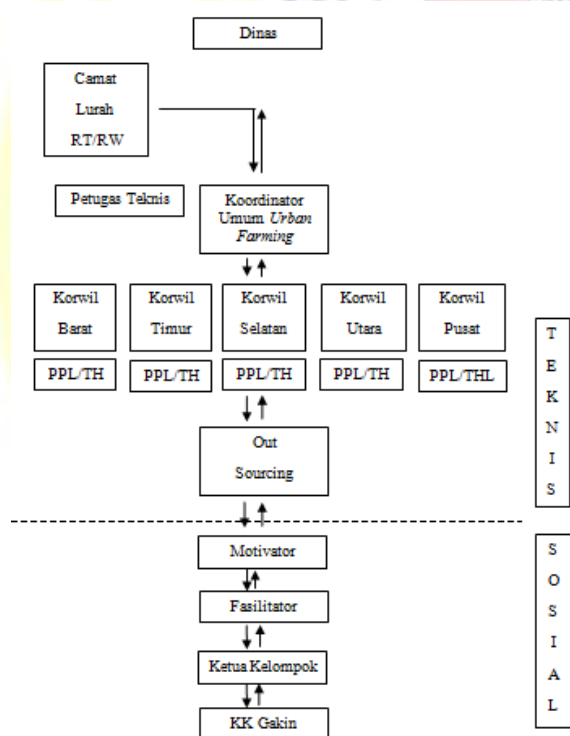 Dinas
Camat
Lurah
RT/RW
Petugas Teknis
Koordinator
Umum Urban
Farming
Korwil
Barat
Korwil
Timur
Korwil
Selatan
Korwil
Utara
Korwil
Pusat
PPL/TH
PPL/TH
PPL/TH
PPL/TH
PPL/THL
Out
Sourcing
T
E
K
N
I
S
Motivator
Fasilitator
Ketua Kelompok
KK Gakin
S
O
S
I
A
L